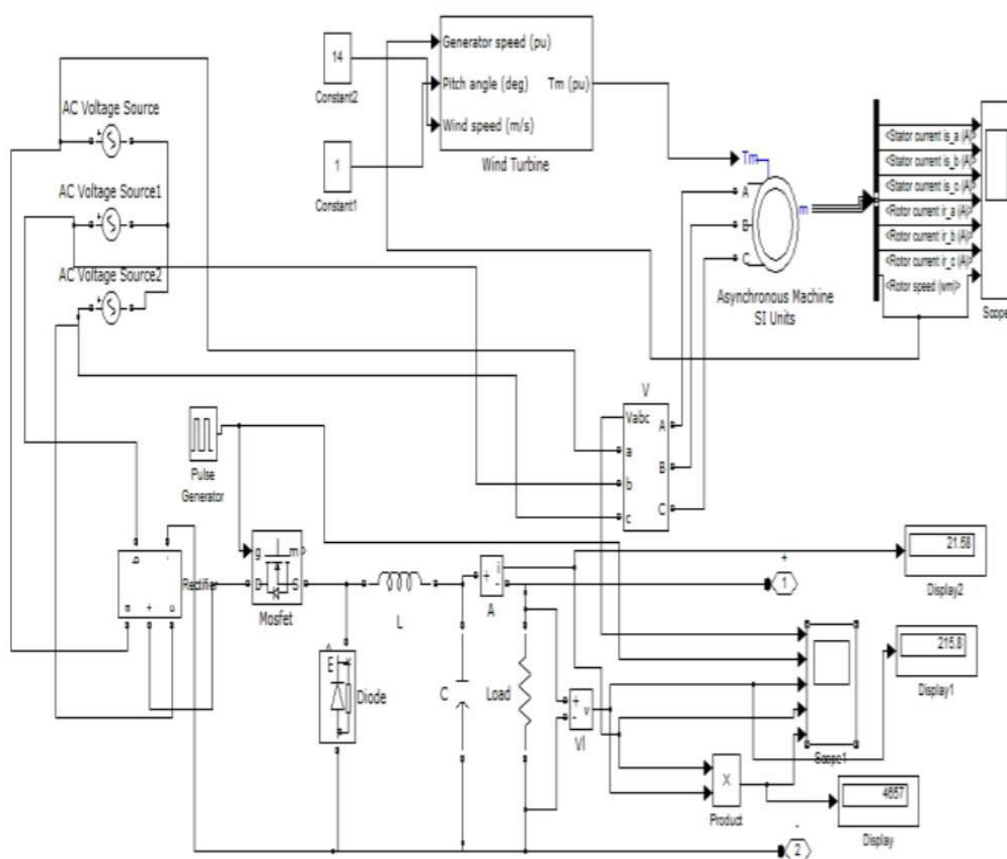 14
Constant2
1
Constant1
Generator speed (pu)
Pitch angle (deg)
Wind speed (m/s)
Tm (pu)
Wind Turbine
AC Voltage Source
AC Voltage Source1
AC Voltage Source2
Tm
A
B
C
m
Asynchronous Machine
SI Units
<Stator current is_a (A)>
<Stator current is_b (A)>
<Stator current is_c (A)>
<Rotor current ir_a (A)>
<Rotor current ir_b (A)>
<Rotor current ir_c (A)>
<Rotor speed (wm)>
Scope
V
Vabc
a
b
c
A
B
C
Pulse
Generator
Rectifier
g
m
D
S
Mosfet
L
+
i
-
A
+
1
21.58
Display2
E
Diode
C
Load
+
-
v
Vl
Scope1
215.8
Display1
X
Product
4657
Display
-
2